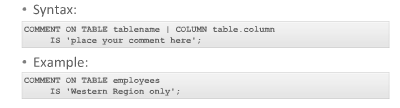 • Syntax:
COMMENT ON TABLE tablename | COLUMN table.column
IS 'place your comment here';
• Example:
COMMENT ON TABLE employees
IS 'Western Region only';